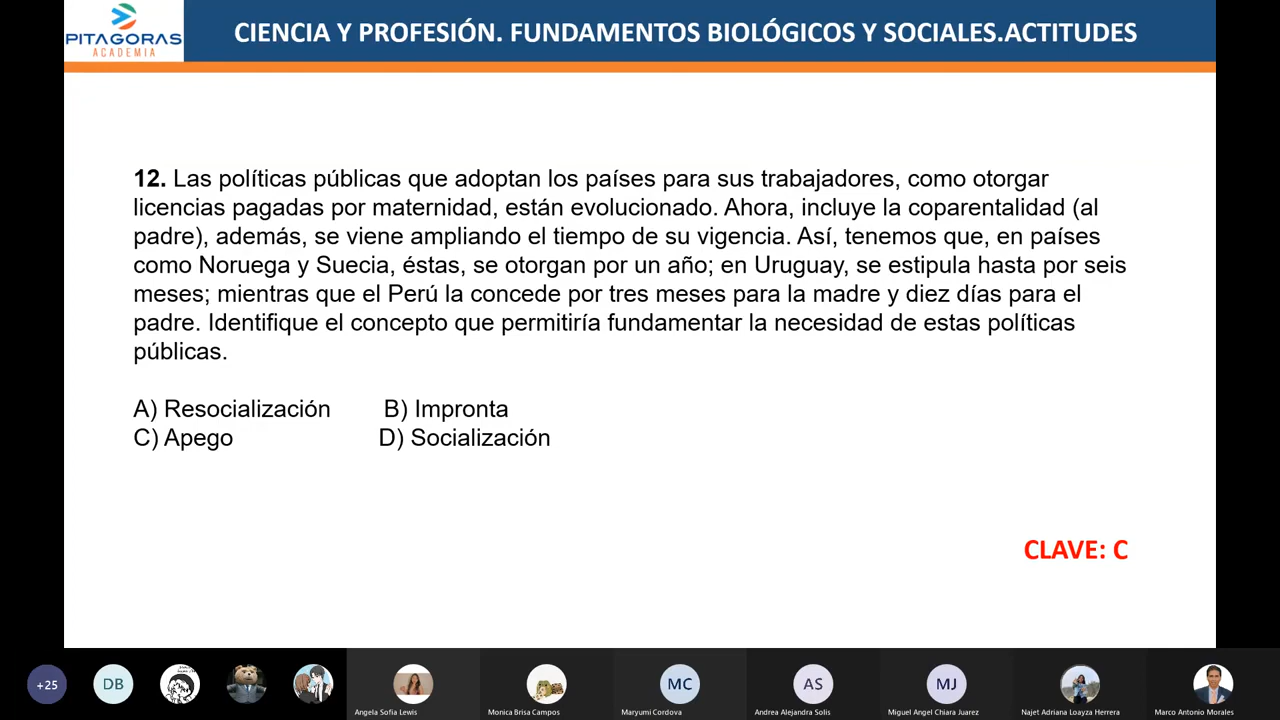 PITAGORAS
ACADEMIA
CIENCIA Y PROFESIÓN. FUNDAMENTOS BIOLÓGICOS Y SOCIALES.ACTITUDES
12. Las políticas públicas que adoptan los países para sus trabajadores, como otorgar
licencias pagadas por maternidad, están evolucionado. Ahora, incluye la coparentalidad (al
padre), además, se viene ampliando el tiempo de su vigencia. Así, tenemos que, en países
como Noruega y Suecia, éstas, se otorgan por un año; en Uruguay, se estipula hasta por seis
meses; mientras que el Perú la concede por tres meses para la madre y diez días para el
padre. Identifique el concepto que permitiría fundamentar la necesidad de estas políticas
públicas.
A) Resocialización B) Impronta
C) Apego D) Socialización
CLAVE: C
+25 DB MC AS MJ
Angela Sofia Lewis Monica Brisa Campos Maryumi Cordova Andrea Alejandra Solis Miguel Angel Chiara Juarez Najet Adriana Loayza Herrera Marco Antonio Morales